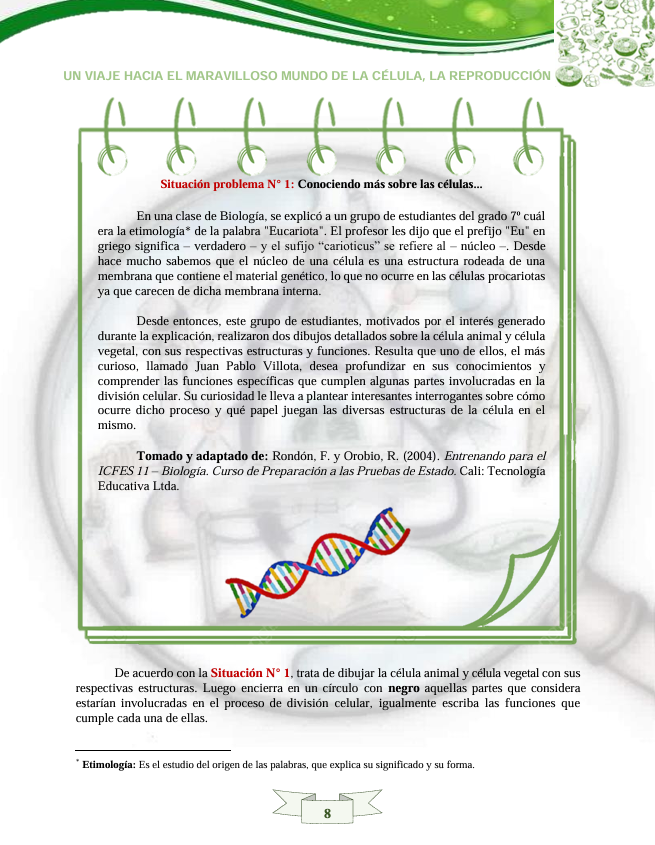 UN VIAJE HACIA EL MARAVILLOSO MUNDO DE LA CÉLULA, LA REPRODUCCIÓN
Situación problema N° 1: Conociendo más sobre las células...
En una clase de Biología, se explicó a un grupo de estudiantes del grado 7º cuál
era la etimología* de la palabra "Eucariota". El profesor les dijo que el prefijo "Eu" en
griego significa – verdadero – y el sufijo “carioticus” se refiere al – núcleo –. Desde
hace mucho sabemos que el núcleo de una célula es una estructura rodeada de una
membrana que contiene el material genético, lo que no ocurre en las células procariotas
ya que carecen de dicha membrana interna.
Desde entonces, este grupo de estudiantes, motivados por el interés generado
durante la explicación, realizaron dos dibujos detallados sobre la célula animal y célula
vegetal, con sus respectivas estructuras y funciones. Resulta que uno de ellos, el más
curioso, llamado Juan Pablo Villota, desea profundizar en sus conocimientos y
comprender las funciones específicas que cumplen algunas partes involucradas en la
división celular. Su curiosidad le lleva a plantear interesantes interrogantes sobre cómo
ocurre dicho proceso y qué papel juegan las diversas estructuras de la célula en el
mismo.
Tomado y adaptado de: Rondón, F. y Orobio, R. (2004). Entrenando para el
ICFES 11 – Biología. Curso de Preparación a las Pruebas de Estado. Cali: Tecnología
Educativa Ltda.
De acuerdo con la Situación N° 1, trata de dibujar la célula animal y célula vegetal con sus
respectivas estructuras. Luego encierra en un círculo con negro aquellas partes que considera
estarían involucradas en el proceso de división celular, igualmente escriba las funciones que
cumple cada una de ellas.
* Etimología: Es el estudio del origen de las palabras, que explica su significado y su forma.
8